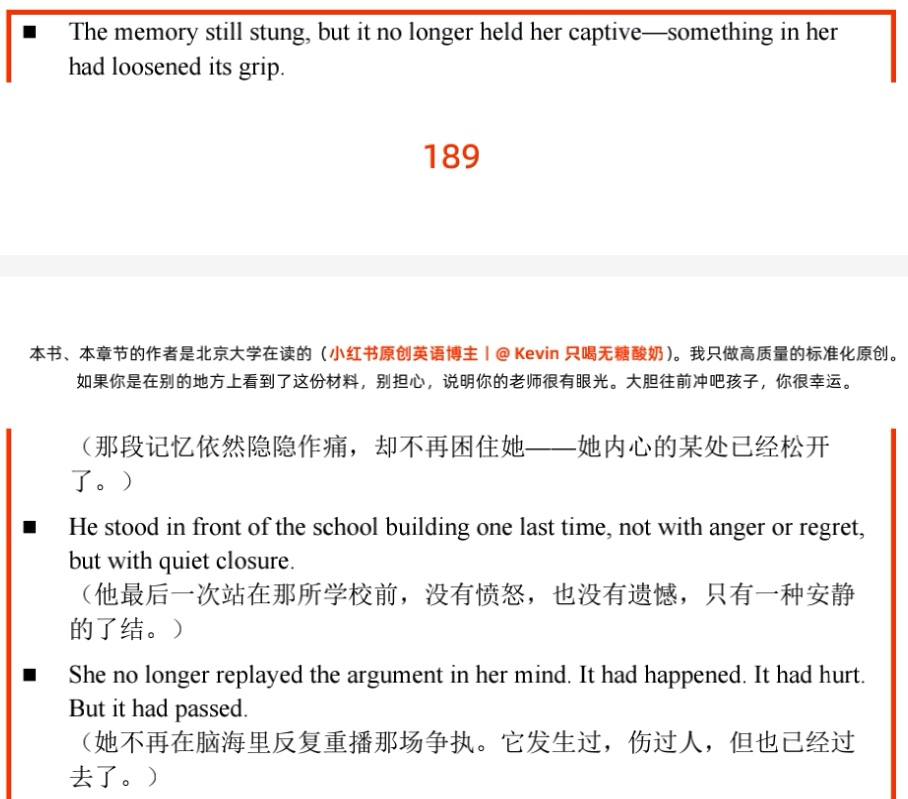 ■ The memory still stung, but it no longer held her captive—something in her
had loosened its grip.
189
本书、本章节的作者是北京大学在读的（小红书原创英语博主丨@ Kevin 只喝无糖酸奶）。我只做高质量的标准化原创。
如果你是在别的地方上看到了这份材料，别担心，说明你的老师很有眼光。大胆往前冲吧孩子，你很幸运。
（那段记忆依然隐隐作痛，却不再困住她——她内心的某处已经松开
了。）
■ He stood in front of the school building one last time, not with anger or regret,
but with quiet closure.
（他最后一次站在那所学校前，没有愤怒，也没有遗憾，只有一种安静
的了结。）
■ She no longer replayed the argument in her mind. It had happened. It had hurt.
But it had passed.
（她不再在脑海里反复重播那场争执。它发生过，伤过人，但也已经过
去了。）